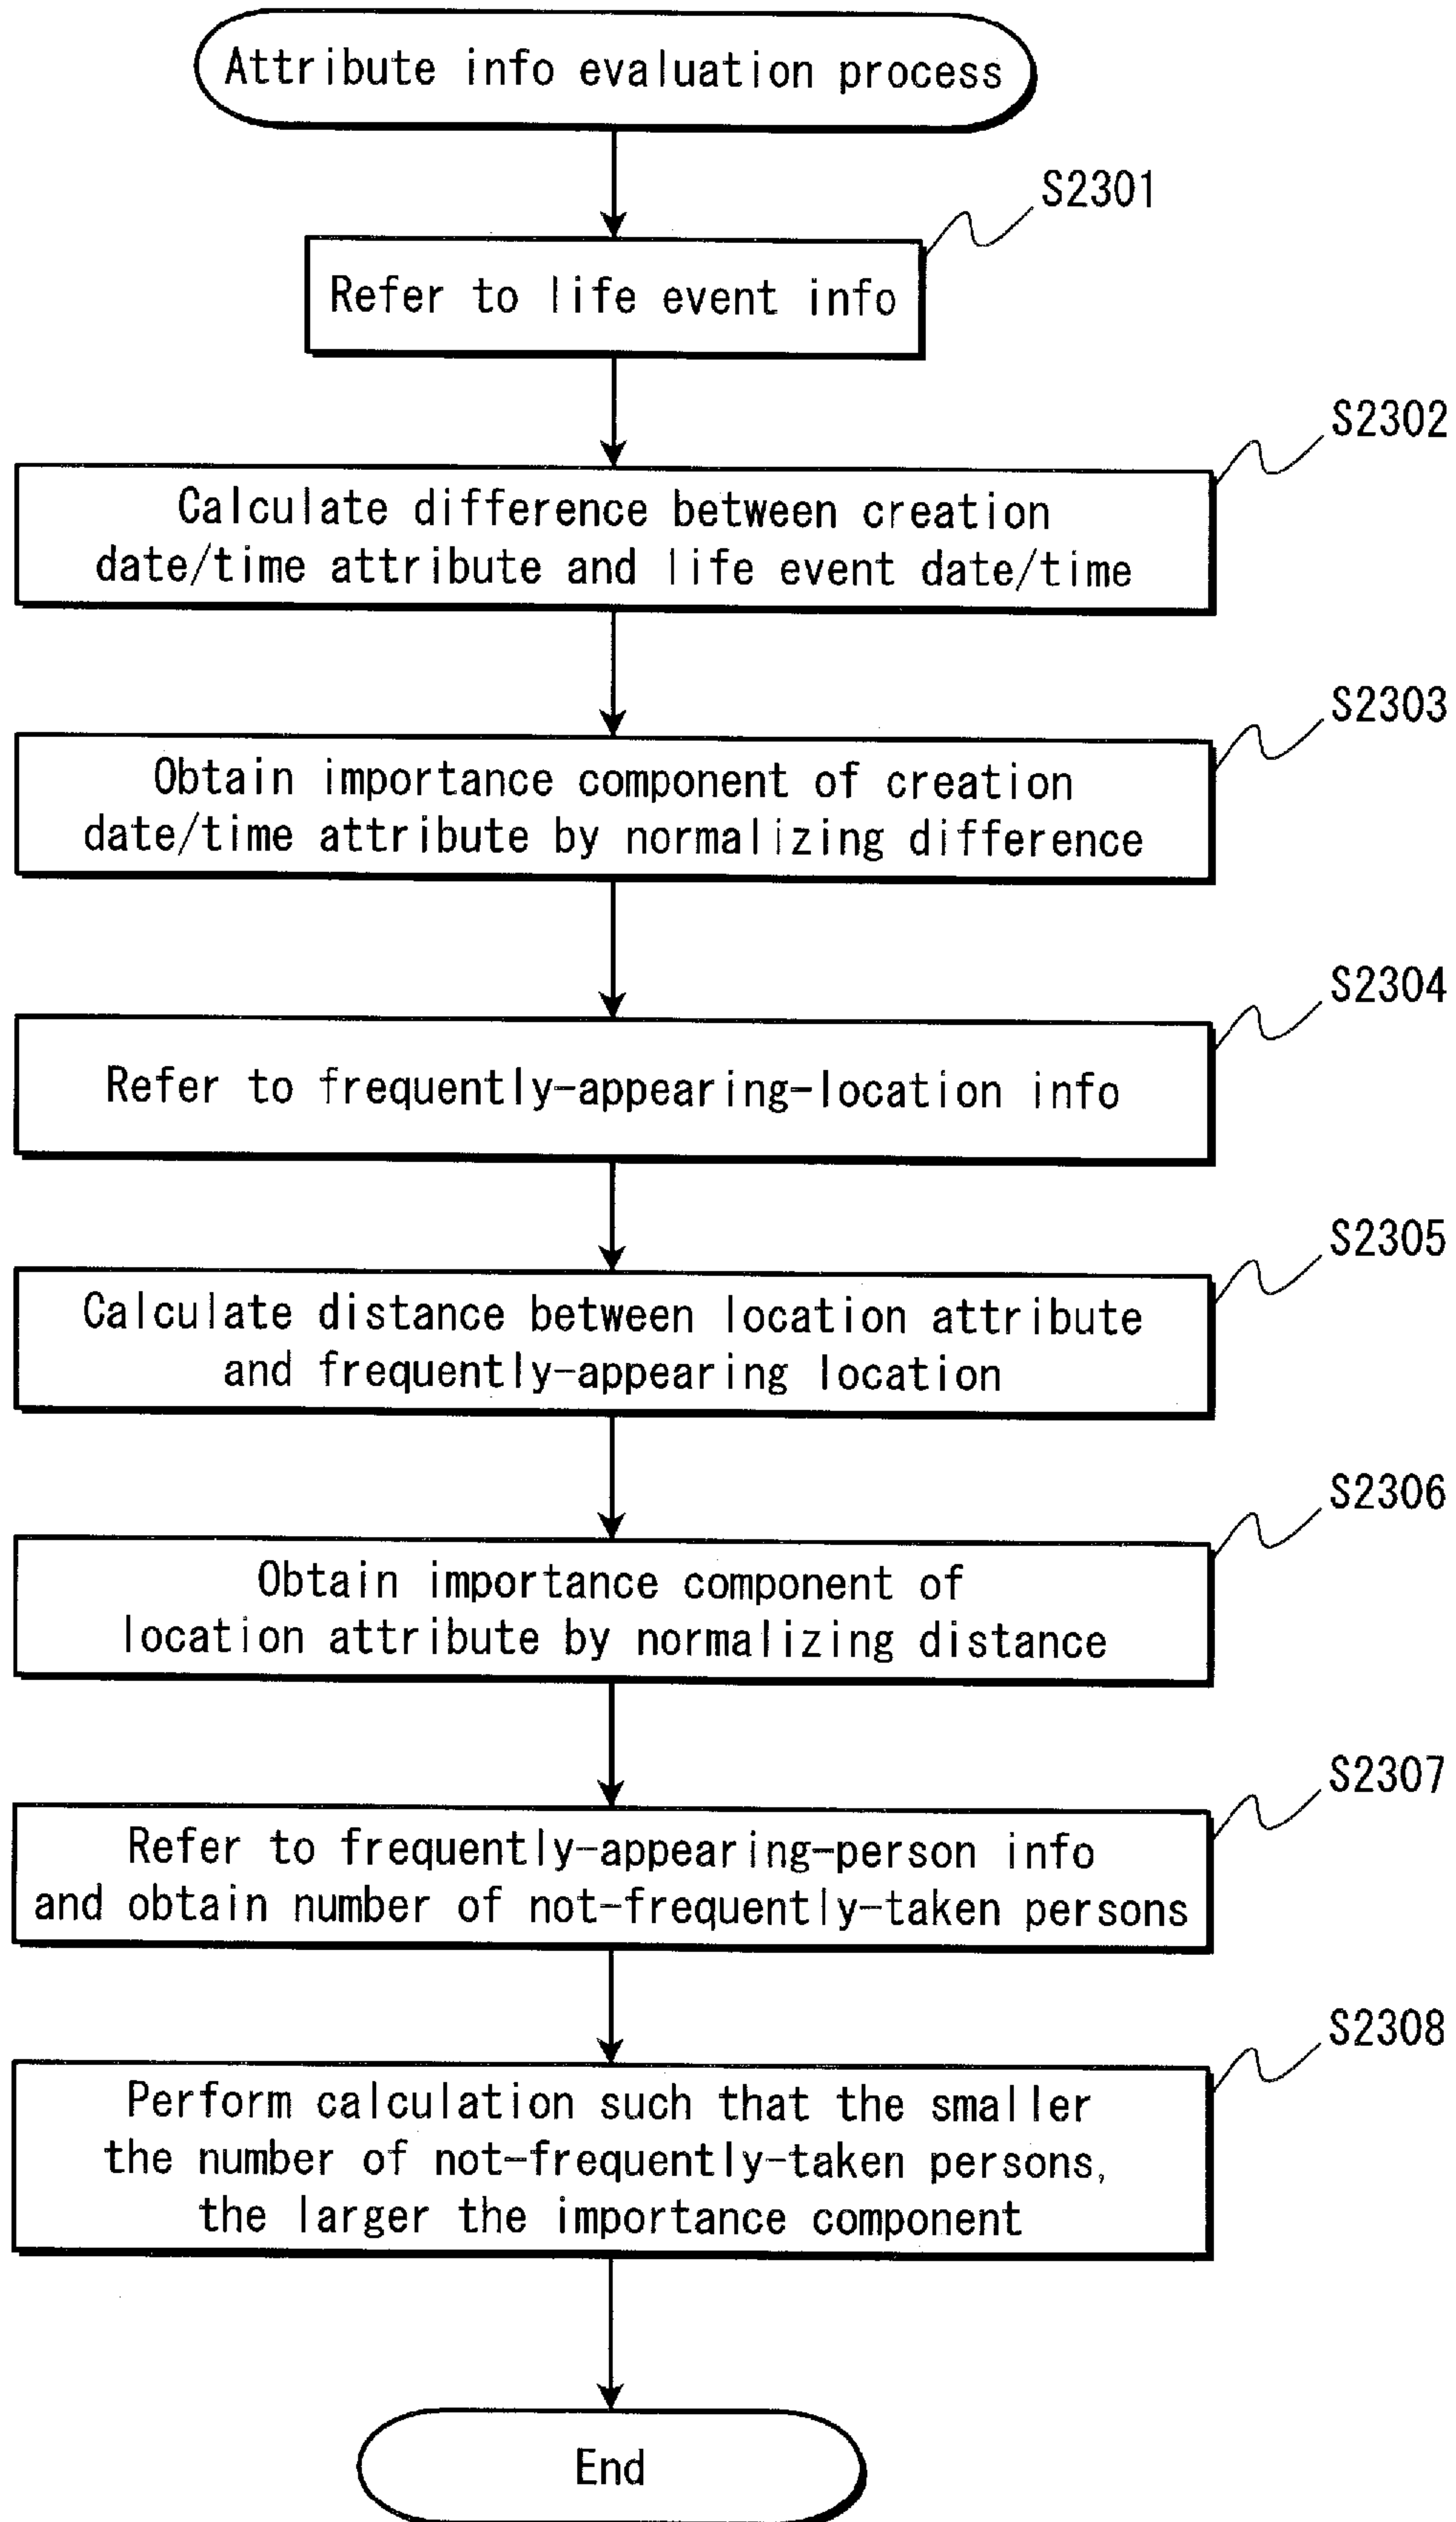 Attribute info evaluation process
S2301
Refer to life event info
S2302
Calculate difference between creation
date/time attribute and life event date/time
S2303
Obtain importance component of creation
date/time attribute by normalizing difference
S2304
Refer to frequently-appearing-location info
S2305
Calculate distance between location attribute
and frequently-appearing location
S2306
Obtain importance component of
location attribute by normalizing distance
S2307
Refer to frequently-appearing-person info
and obtain number of not-frequently-taken persons
S2308
Perform calculation such that the smaller
the number of not-frequently-taken persons,
the larger the importance component
End